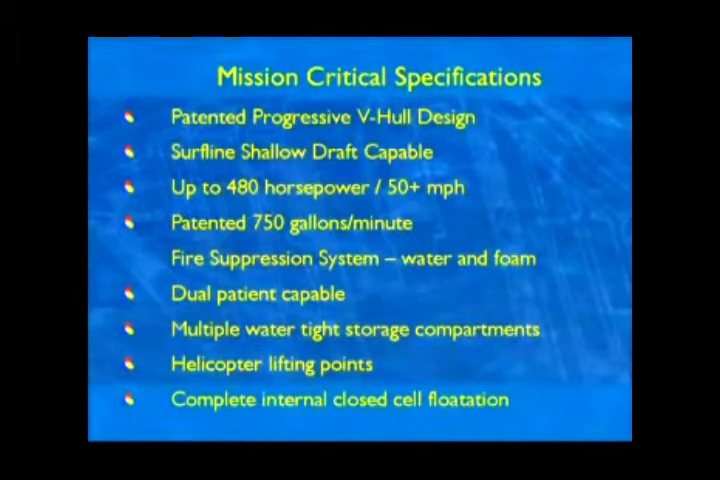 Mission Critical Specifications
Patented Progressive V-Hull Design
Surfline Shallow Draft Capable
Up to 480 horsepower / 50+ mph
Patented 750 gallons/minute
Fire Suppression System – water and foam
Dual patient capable
Multiple water tight storage compartments
Helicopter lifting points
Complete internal closed cell floatation